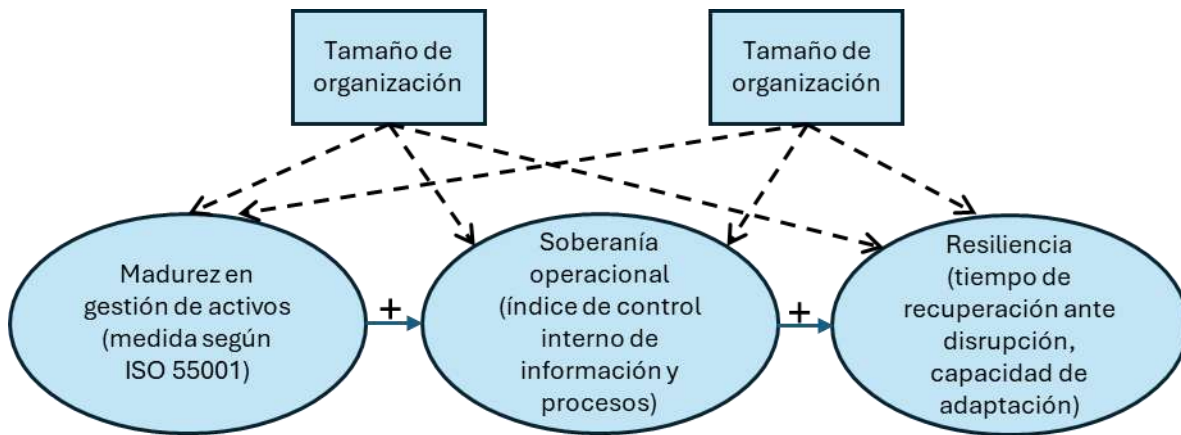 Tamaño de
organización
Tamaño de
organización
Madurez en
gestión de activos
(medida según
ISO 55001)
+
Soberanía
operacional
(índice de control
interno de
información y
procesos)
+
Resiliencia
(tiempo de
recuperación ante
disrupción,
capacidad de
adaptación)